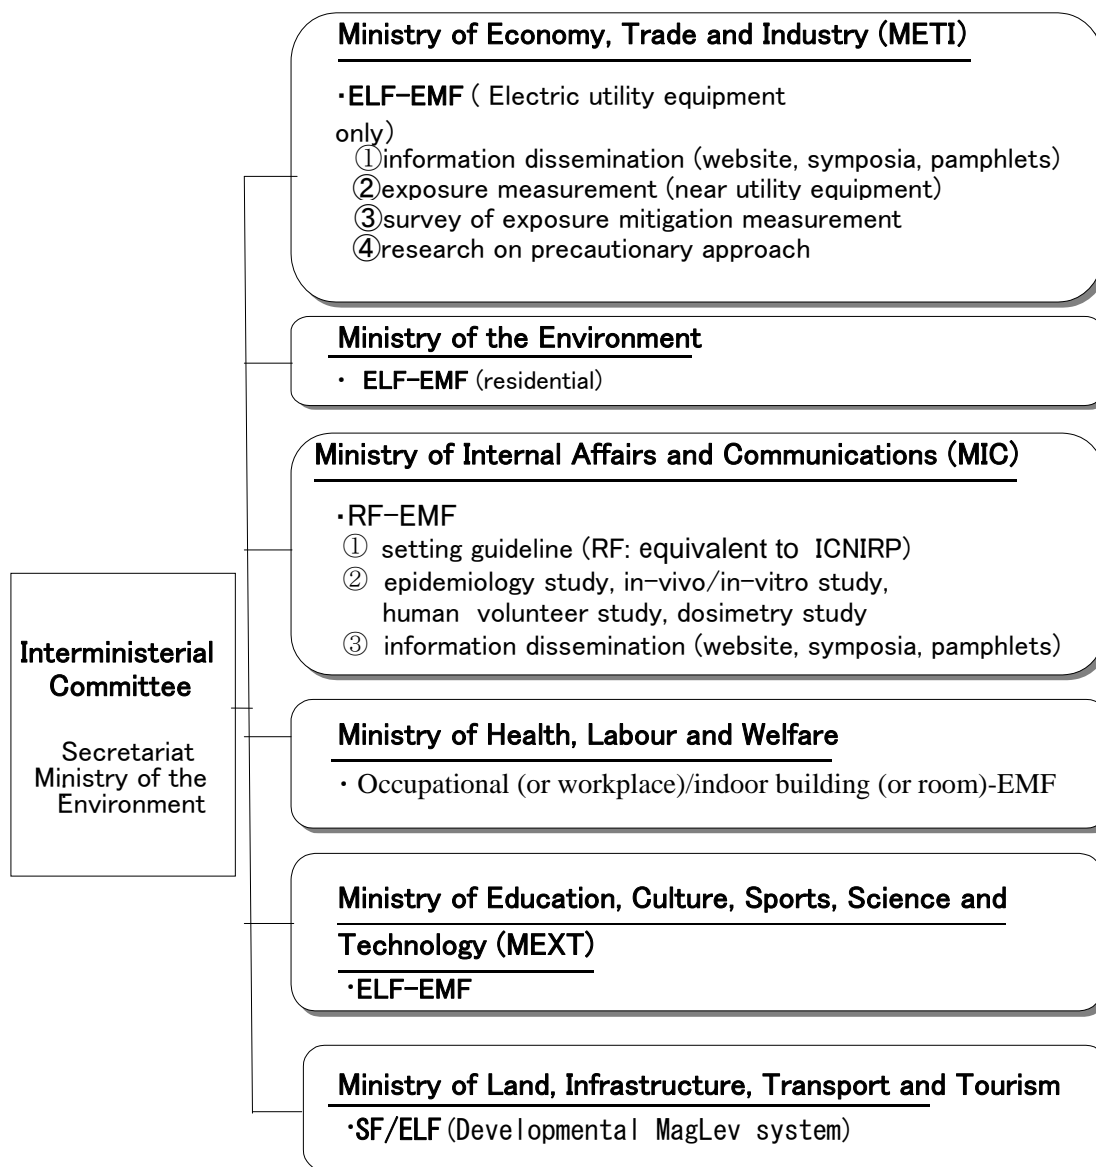 Ministry of Economy, Trade and Industry (METI)
・ELF-EMF ( Electric utility equipment
only)
①information dissemination (website, symposia, pamphlets)
②exposure measurement (near utility equipment)
③survey of exposure mitigation measurement
④research on precautionary approach
Ministry of the Environment
・ ELF-EMF (residential)
Ministry of Internal Affairs and Communications (MIC)
・RF-EMF
① setting guideline (RF: equivalent to ICNIRP)
② epidemiology study, in-vivo/in-vitro study,
human volunteer study, dosimetry study
③ information dissemination (website, symposia, pamphlets)
Interministerial
Committee
Secretariat
Ministry of the
Environment
Ministry of Health, Labour and Welfare
・Occupational (or workplace)/indoor building (or room)-EMF
Ministry of Education, Culture, Sports, Science and
Technology (MEXT)
・ELF-EMF
Ministry of Land, Infrastructure, Transport and Tourism
・SF/ELF(Developmental MagLev system)